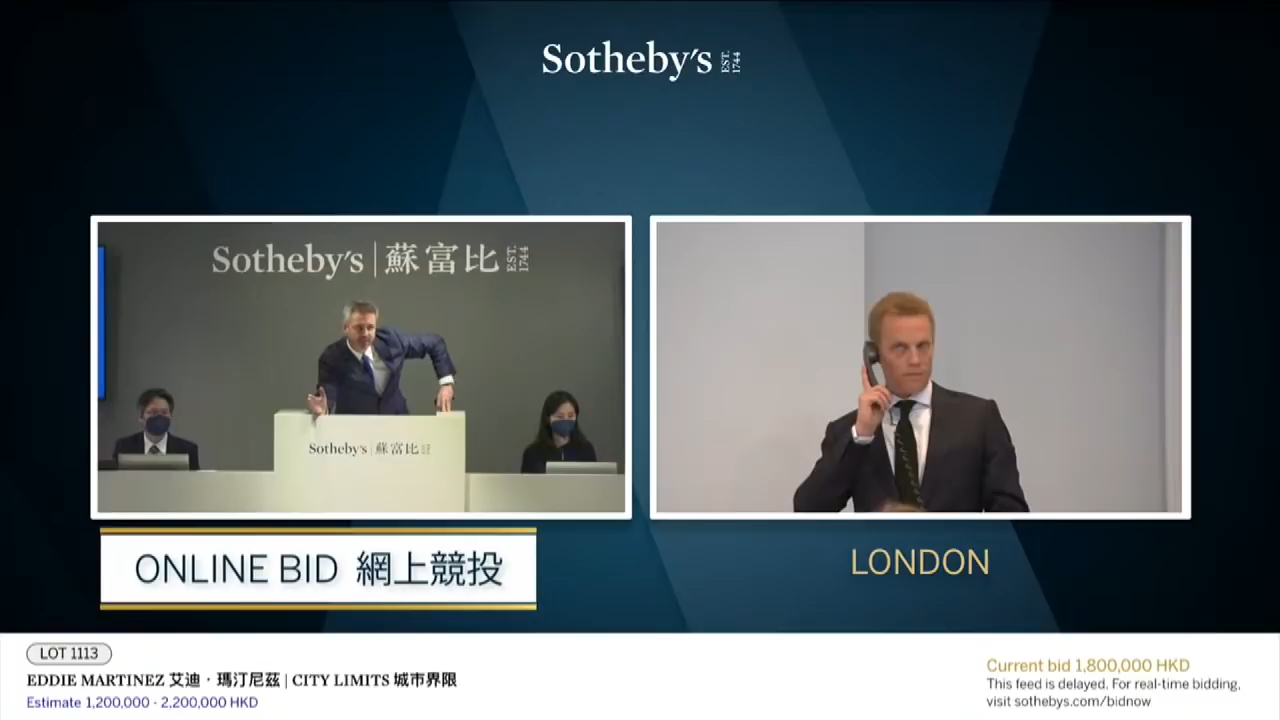 Sotheby's EST. 1744
Sotheby's | 蘇富比 EST. 1744
Sotheby's | 蘇富比
ONLINE BID 網上競投
LONDON
LOT 1113
EDDIE MARTINEZ 艾迪・瑪汀尼茲 | CITY LIMITS 城市界限
Estimate 1,200,000 - 2,200,000 HKD
Current bid 1,800,000 HKD
This feed is delayed. For real-time bidding,
visit sothebys.com/bidnow